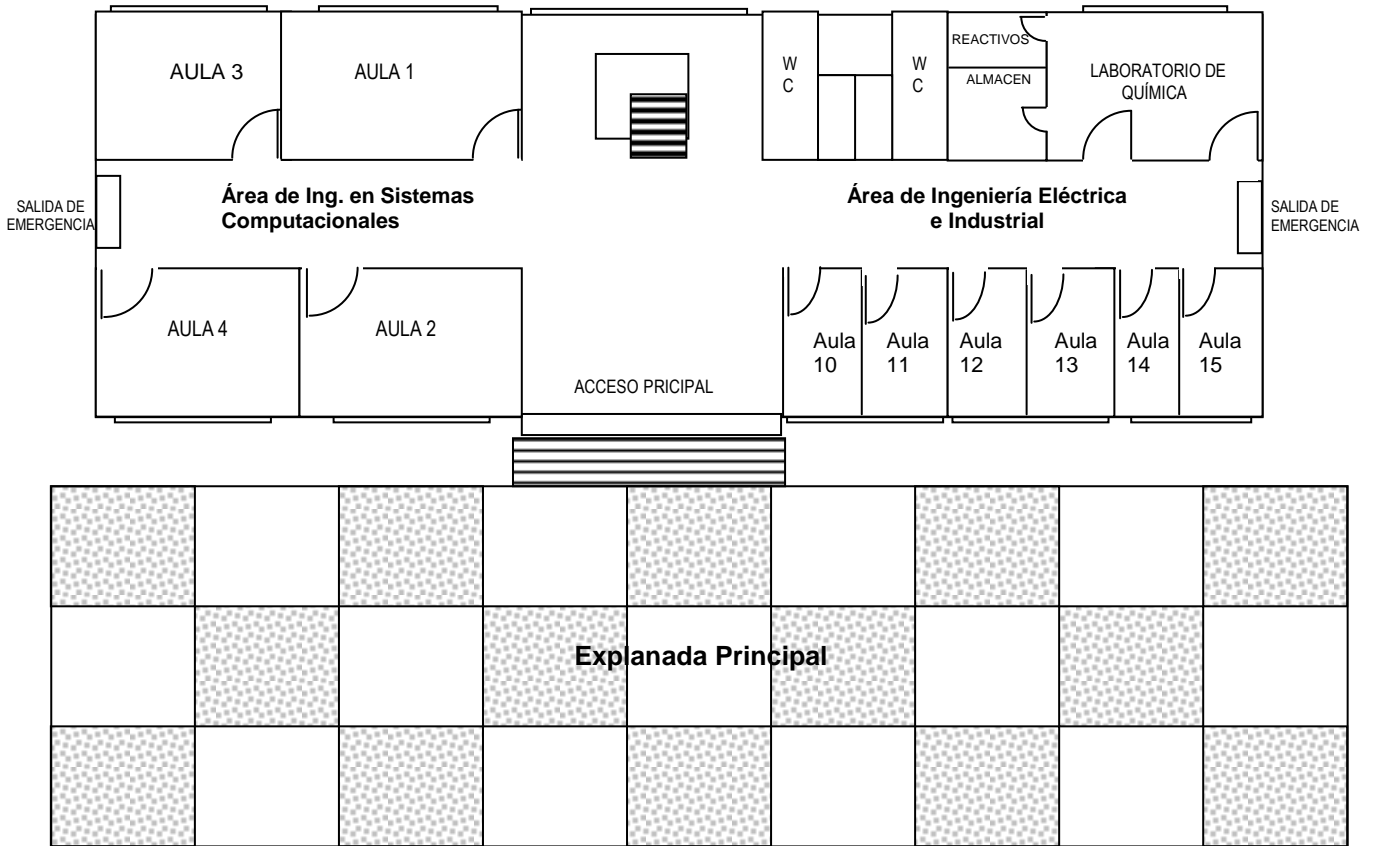 AULA 3
AULA 1
W
C
W
C
REACTIVOS
ALMACEN
LABORATORIO DE
QUÍMICA
SALIDA DE
EMERGENCIA
Área de Ing. en Sistemas
Computacionales
Área de Ingeniería Eléctrica
e Industrial
SALIDA DE
EMERGENCIA
AULA 4
AULA 2
Aula
10
Aula
11
Aula
12
Aula
13
Aula
14
Aula
15
ACCESO PRICIPAL
Explanada Principal